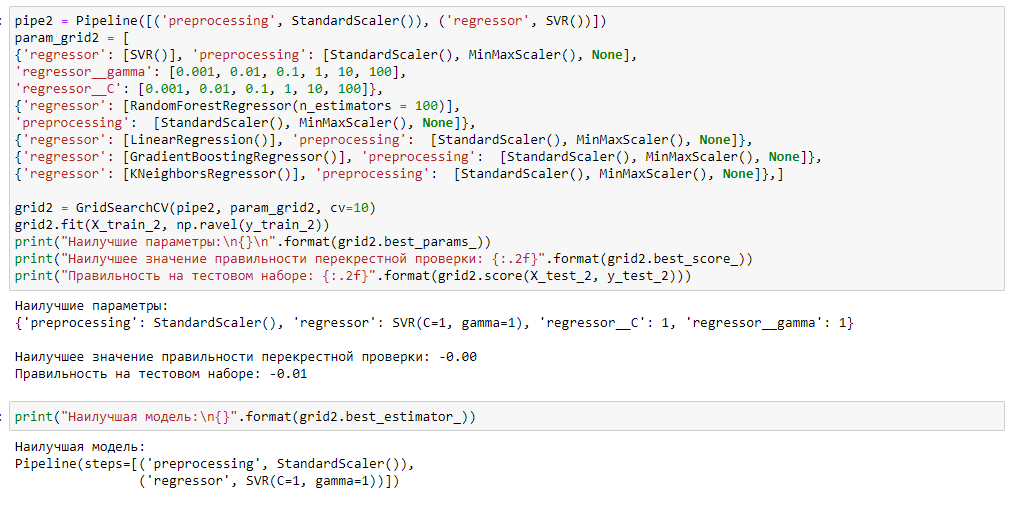 pipe2 = Pipeline([('preprocessing', StandardScaler()), ('regressor', SVR())])
param_grid2 = [
{'regressor': [SVR()], 'preprocessing': [StandardScaler(), MinMaxScaler(), None],
'regressor__gamma': [0.001, 0.01, 0.1, 1, 10, 100],
'regressor__C': [0.001, 0.01, 0.1, 1, 10, 100]},
{'regressor': [RandomForestRegressor(n_estimators = 100)],
'preprocessing':  [StandardScaler(), MinMaxScaler(), None]},
{'regressor': [LinearRegression()], 'preprocessing':  [StandardScaler(), MinMaxScaler(), None]},
{'regressor': [GradientBoostingRegressor()], 'preprocessing':  [StandardScaler(), MinMaxScaler(), None]},
{'regressor': [KNeighborsRegressor()], 'preprocessing':  [StandardScaler(), MinMaxScaler(), None]},]
grid2 = GridSearchCV(pipe2, param_grid2, cv=10)
grid2.fit(X_train_2, np.ravel(y_train_2))
print("Наилучшие параметры:\n{}\n".format(grid2.best_params_))
print("Наилучшее значение правильности перекрестной проверки: {:.2f}".format(grid2.best_score_))
print("Правильность на тестовом наборе: {:.2f}".format(grid2.score(X_test_2, y_test_2)))
Наилучшие параметры:
{'preprocessing': StandardScaler(), 'regressor': SVR(C=1, gamma=1), 'regressor__C': 1, 'regressor__gamma': 1}
Наилучшее значение правильности перекрестной проверки: -0.00
Правильность на тестовом наборе: -0.01
print("Наилучшая модель:\n{}".format(grid2.best_estimator_))
Наилучшая модель:
Pipeline(steps=[('preprocessing', StandardScaler()),
('regressor', SVR(C=1, gamma=1))])